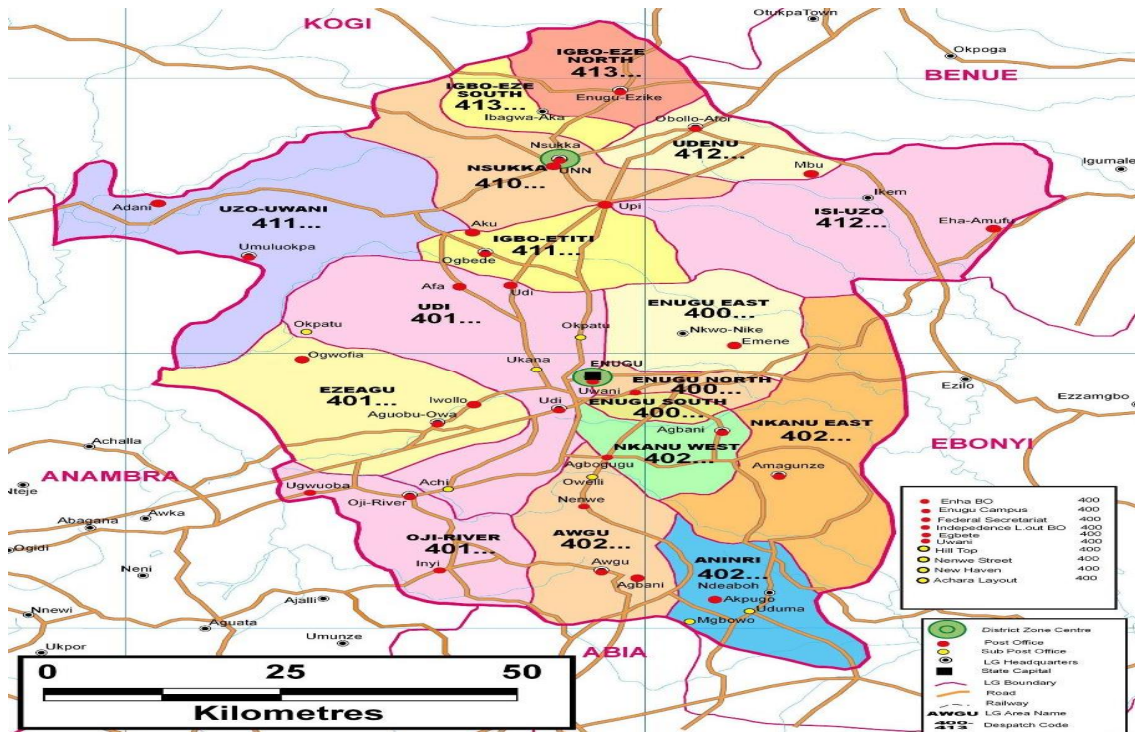 KOGI
OtukpaTown
Okpoga
BENUE
IGBO-EZE
NORTH
413...
Enugu-Ezike
IGBO-EZE
SOUTH
413...
Ibagwa-Aka
Obollo-Afor
UDENU
412...
Mbu
Igumale
Nsukka
UNN
NSUKKA
410...
Ikem
ISI-UZO
412...
Eha-Amufu
Adani
UZO-UWANI
411...
Umuluokpa
Upi
Aku
IGBO-ETITI
411...
Ogbede
Afa
Udi
UDI
401...
Okpatu
Okpatu
ENUGU EAST
400...
Nkwo-Nike
Emene
Ogwofia
Ukana
ENUGU
Uwani
ENUGU NORTH
400...
ENUGU SOUTH
400...
Ezilo
Ezzamgbo
EZEAGU
401...
Iwollo
Aguobu-Owa
Udi
NKANU EAST
402...
Agbani
NKANU WEST
402...
EBONYI
Achalla
ANAMBRA
Nteje
Agbogugu
Amagunze
Owelli
Ugwuoba
Achi
Oji-River
Nenwe
Awka
Abagana
Ogidi
OJI-RIVER
401...
Inyi
AWGU
402...
Awgu
Agbani
ANINRI
402...
Ndeaboh
Akpugo
Uduma
Mgbowo
Neni
Ajalli
Nnewi
Aguata
Umunze
Ukpor
ABIA
Enha BO 400
Enugu Campus 400
Federal Secretariat 400
Indepedence L.out BO 400
Egbete 400
Uwani 400
Hill Top 400
Nenwe Street 400
New Haven 400
Achara Layout 400
District Zone Centre
Post Office
Sub Post Office
LG Headquarters
State Capital
LG Boundary
Road
Railway
AWGU LG Area Name
400-
413 Despatch Code
0 25 50
Kilometres